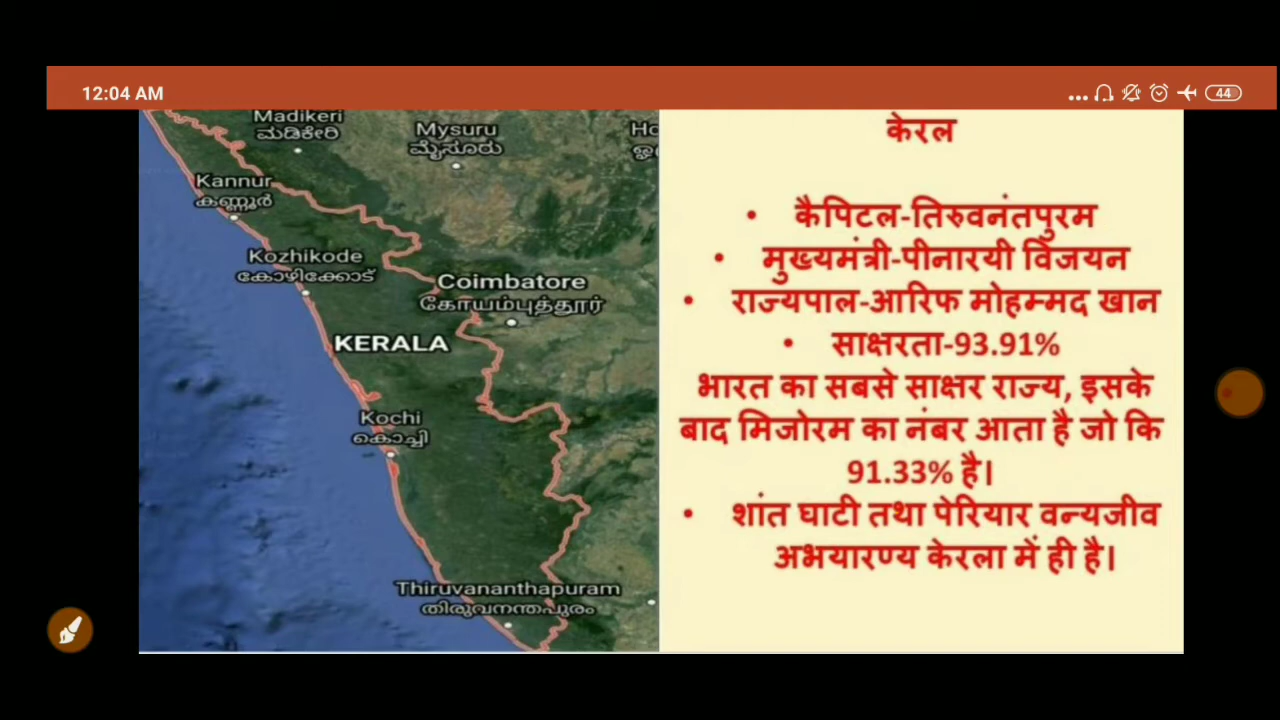 12:04 AM
44
Madikeri
ಮಡಿಕೇರಿ
Mysuru
ಮೈಸೂರು
Kannur
കണ്ണൂർ
Kozhikode
കോഴിക്കോട്
Coimbatore
கோயம்புத்தூர்
KERALA
Kochi
കൊച്ചി
Thiruvananthapuram
തിരുവനന്തപുരം
केरल
• कैपिटल-तिरुवनंतपुरम
• मुख्यमंत्री-पीनारयी विजयन
• राज्यपाल-आरिफ मोहम्मद खान
• साक्षरता-93.91%
भारत का सबसे साक्षर राज्य, इसके
बाद मिजोरम का नंबर आता है जो कि
91.33% है।
• शांत घाटी तथा पेरियार वन्यजीव
अभयारण्य केरला में ही है।